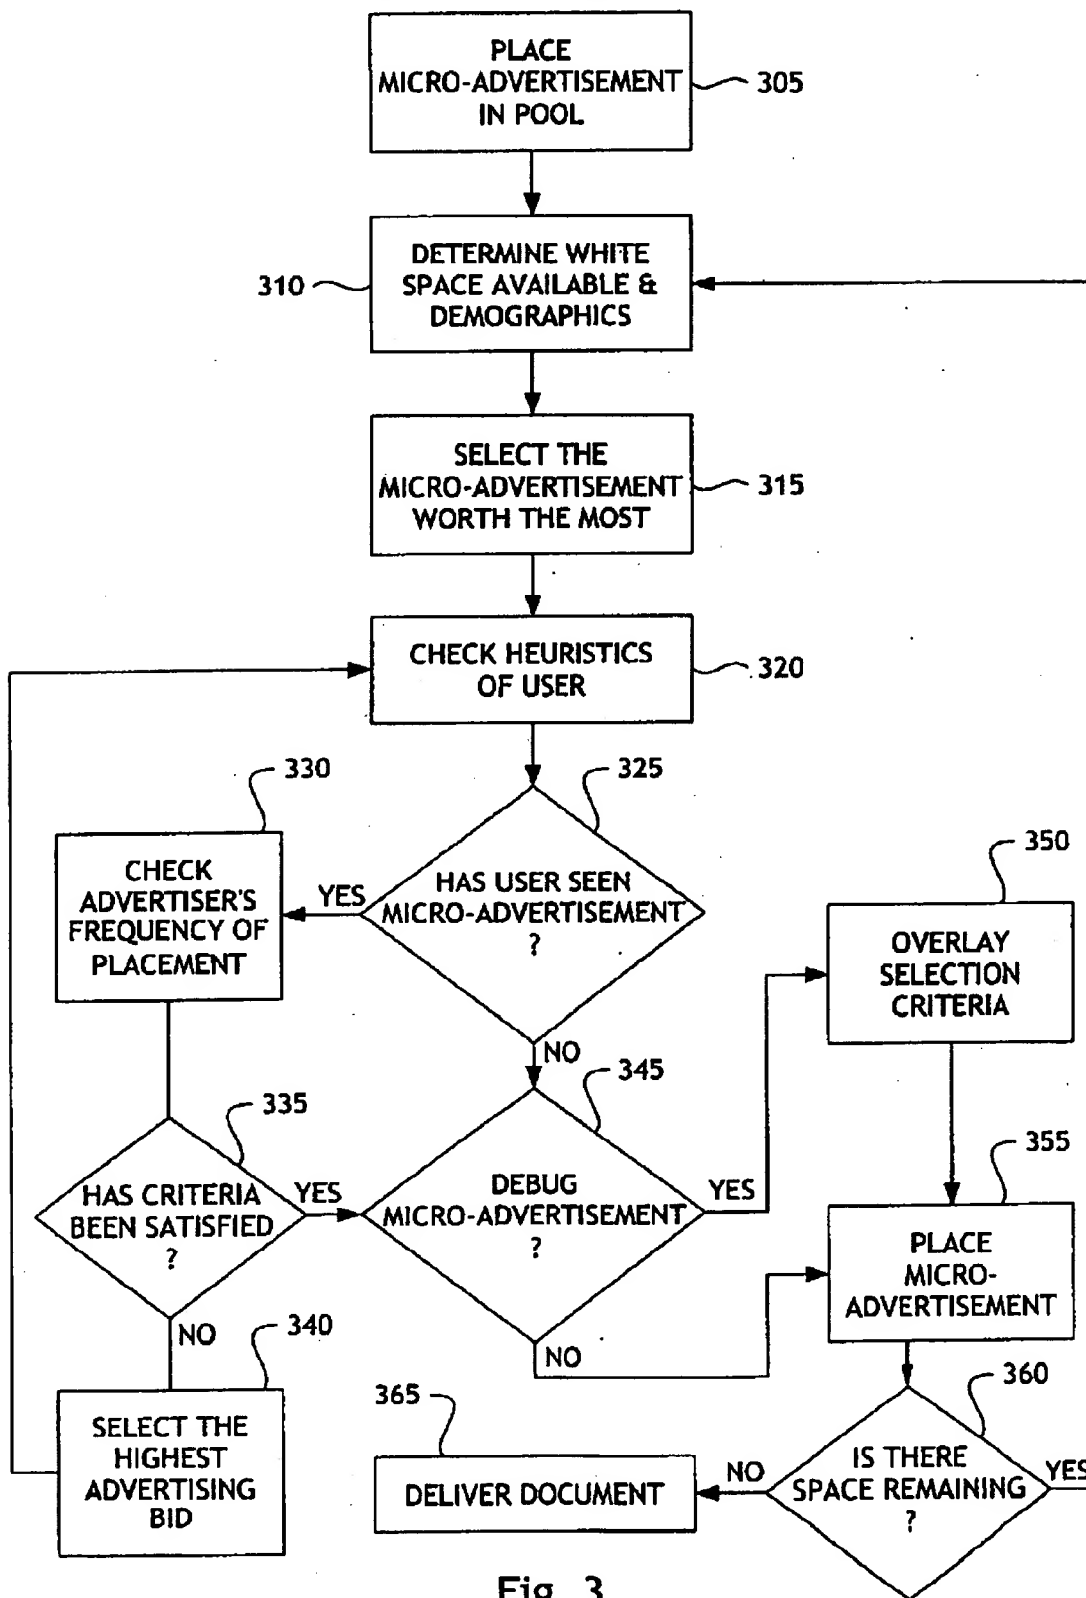 PLACE
MICRO-ADVERTISEMENT
IN POOL
305
DETERMINE WHITE
SPACE AVAILABLE &
DEMOGRAPHICS
310
SELECT THE
MICRO-ADVERTISEMENT
WORTH THE MOST
315
CHECK HEURISTICS
OF USER
320
330
325
CHECK
ADVERTISER'S
FREQUENCY OF
PLACEMENT
YES
HAS USER SEEN
MICRO-ADVERTISEMENT
?
350
OVERLAY
SELECTION
CRITERIA
NO
345
335
HAS CRITERIA
BEEN SATISFIED
?
YES
DEBUG
MICRO-ADVERTISEMENT
?
YES
355
PLACE
MICRO-
ADVERTISEMENT
NO
NO
340
SELECT THE
HIGHEST
ADVERTISING
BID
365
DELIVER DOCUMENT
NO
360
IS THERE
SPACE REMAINING
?
YES
Fig. 3